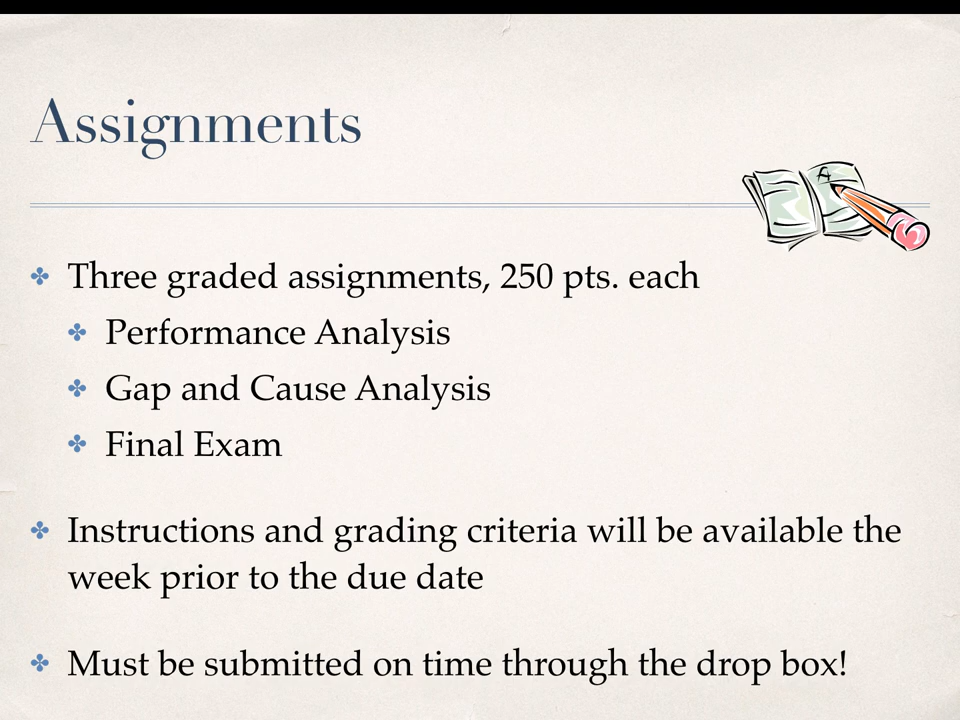 Assignments
Three graded assignments, 250 pts. each
Performance Analysis
Gap and Cause Analysis
Final Exam
Instructions and grading criteria will be available the
week prior to the due date
Must be submitted on time through the drop box!